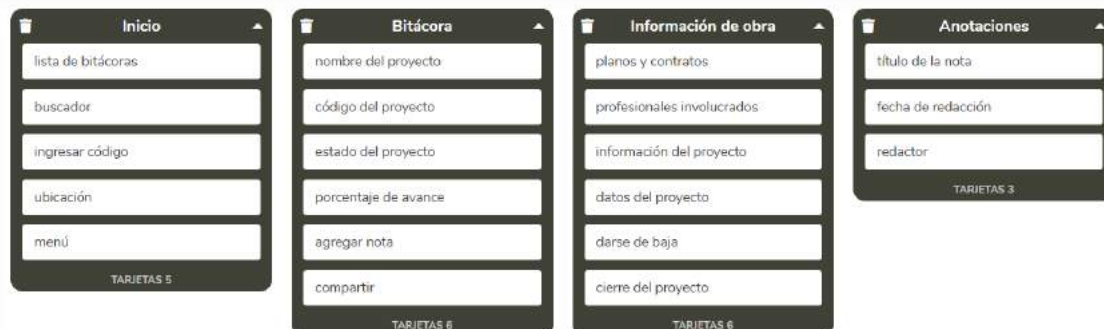 Inicio
lista de bitácoras
buscador
ingresar código
ubicación
menú
TARJETAS 5
Bitácora
nombre del proyecto
código del proyecto
estado del proyecto
porcentaje de avance
agregar nota
compartir
TARJETAS 6
Información de obra
planos y contratos
profesionales involucrados
información del proyecto
datos del proyecto
darse de baja
cierre del proyecto
TARJETAS 6
Anotaciones
título de la nota
fecha de redacción
redactor
TARJETAS 3